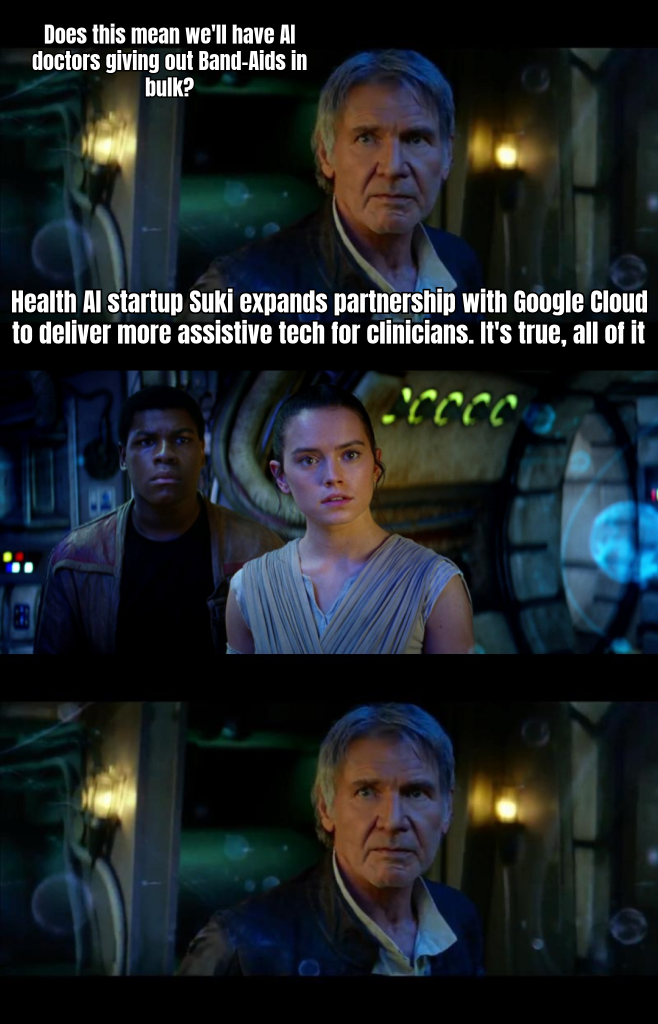 Does this mean we'll have AI
doctors giving out Band-Aids in
bulk?
Health AI startup Suki expands partnership with Google Cloud
to deliver more assistive tech for clinicians. It's true, all of it